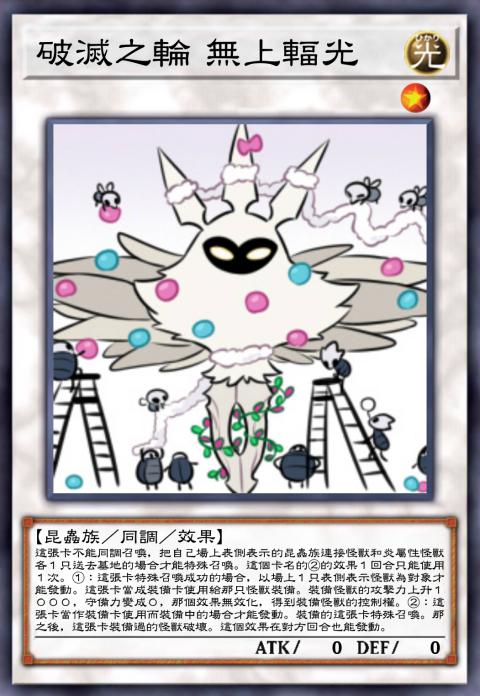 破滅之輪 無上輻光
ひかり
光
【昆蟲族／同調／效果】
這張卡不能同調召喚，把自己場上表側表示的昆蟲族連接怪獸和炎屬性怪獸
各１只送去墓地的場合才能特殊召喚。這個卡名的②的效果１回合只能使用
１次。①：這張卡特殊召喚成功的場合，以場上１只表側表示怪獸為對象才
能發動。這張卡當成裝備卡使用給那只怪獸裝備。裝備怪獸的攻擊力上升１
０００，守備力變成０，那個效果無效化，得到裝備怪獸的控制權。②：這
張卡當作裝備卡使用而裝備中的場合才能發動。裝備的這張卡特殊召喚。那
之後，這張卡裝備過的怪獸破壞。這個效果在對方回合也能發動。
ATK/ 0 DEF/ 0